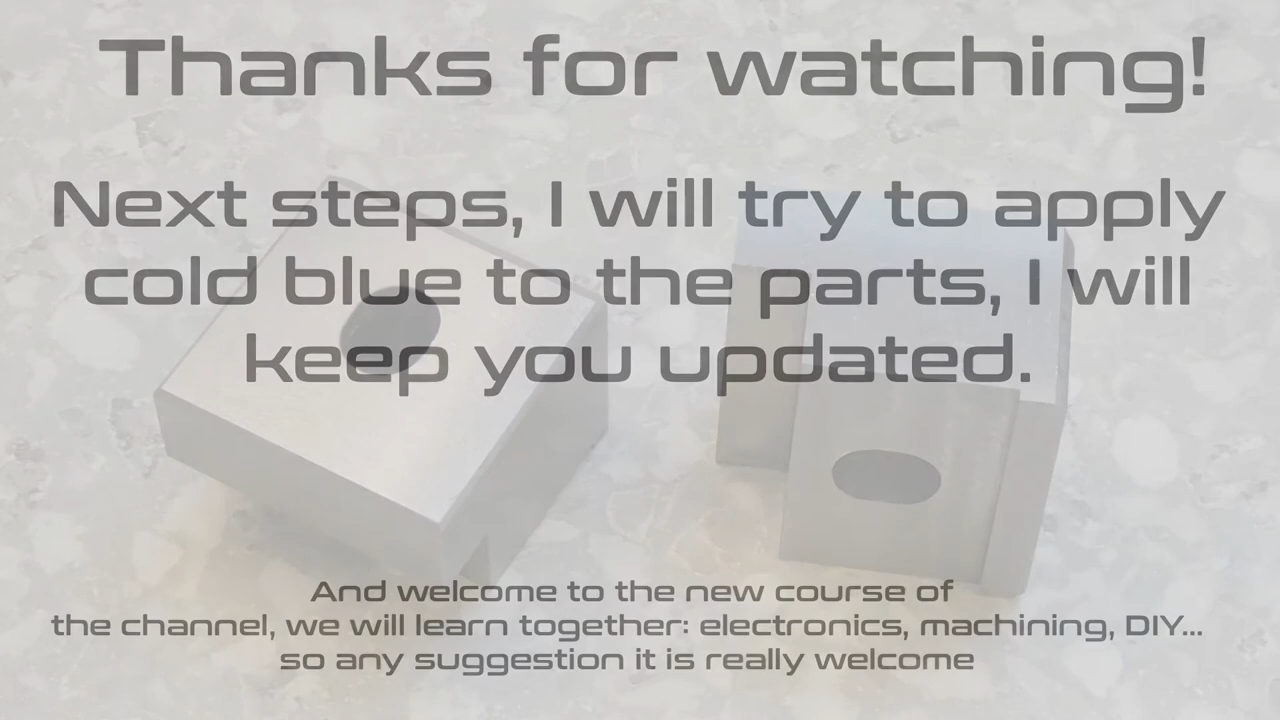 Thanks for watching!
Next steps, I will try to apply
cold blue to the parts, I will
keep you updated.
And welcome to the new course of
the channel, we will learn together: electronics, machining, DIY...
so any suggestion it is really welcome